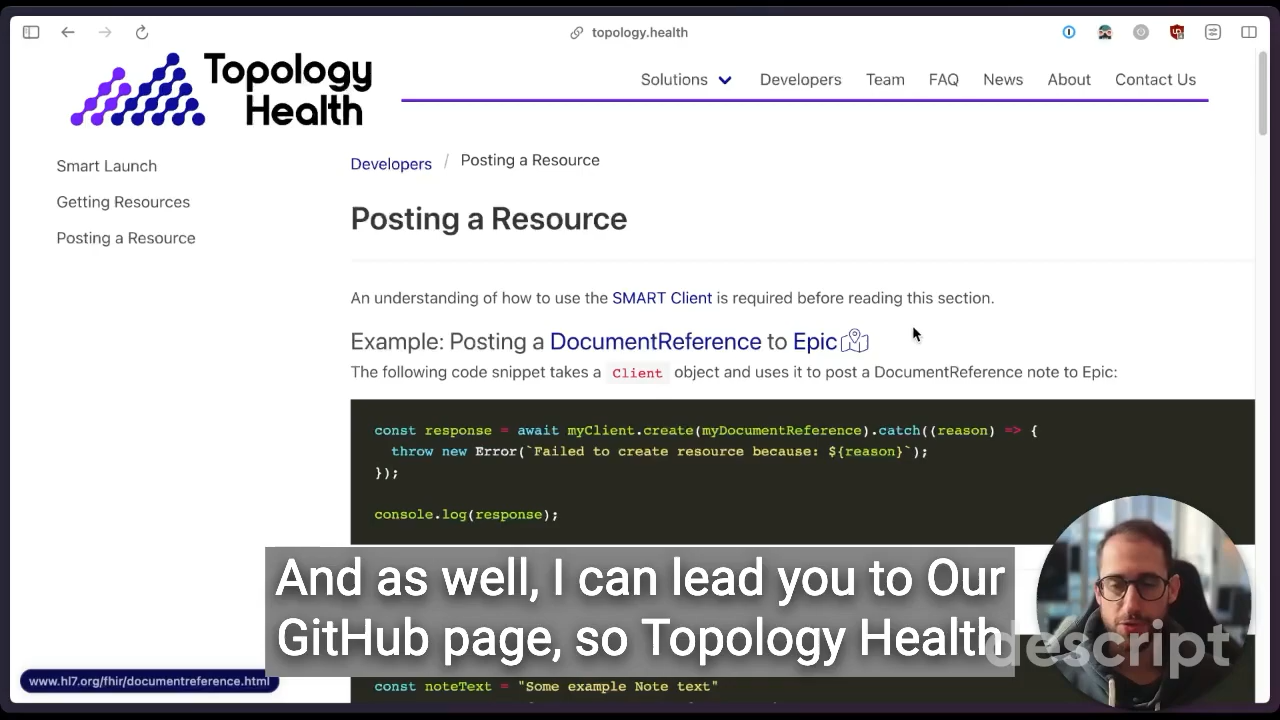 topology.health
Topology
Health
Solutions
Developers
Team
FAQ
News
About
Contact Us
Smart Launch
Getting Resources
Posting a Resource
Developers / Posting a Resource
Posting a Resource
An understanding of how to use the SMART Client is required before reading this section.
Example: Posting a DocumentReference to Epic
The following code snippet takes a Client object and uses it to post a DocumentReference note to Epic:
const response = await myClient.create(myDocumentReference).catch((reason) => {
throw new Error(`Failed to create resource because: ${reason}`);
});
console.log(response);
And as well, I can lead you to Our
GitHub page, so Topology Health
descript
const noteText = "Some example Note text"
www.hl7.org/fhir/documentreference.html